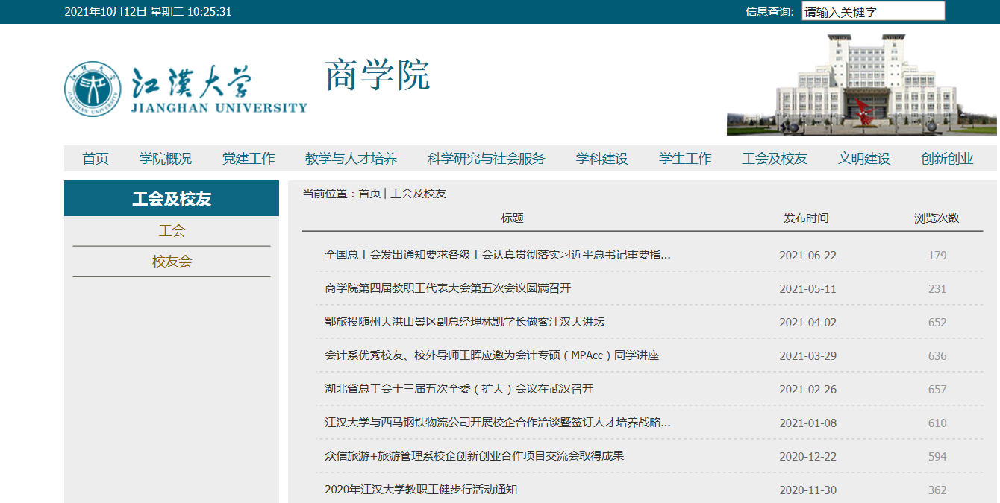 2021年10月12日 星期二 10:25:31 信息查询: 请输入关键字
江漢大学 商学院
JIANGHAN UNIVERSITY
首页 学院概况 党建工作 教学与人才培养 科学研究与社会服务 学科建设 学生工作 工会及校友 文明建设 创新创业
工会及校友
工会
校友会
当前位置：首页 | 工会及校友
标题 发布时间 浏览次数
全国总工会发出通知要求各级工会认真贯彻落实习近平总书记重要指... 2021-06-22 179
商学院第四届教职工代表大会第五次会议圆满召开 2021-05-11 231
鄂旅投随州大洪山景区副总经理林凯学长做客江汉大讲坛 2021-04-02 652
会计系优秀校友、校外导师王晖应邀为会计专硕（MPAcc）同学讲座 2021-03-29 636
湖北省总工会十三届五次全委（扩大）会议在武汉召开 2021-02-26 657
江汉大学与西马钢铁物流公司开展校企合作洽谈暨签订人才培养战略... 2021-01-08 610
众信旅游+旅游管理系校企创新创业合作项目交流会取得成果 2020-12-22 594
2020年江汉大学教职工健步行活动通知 2020-11-30 362